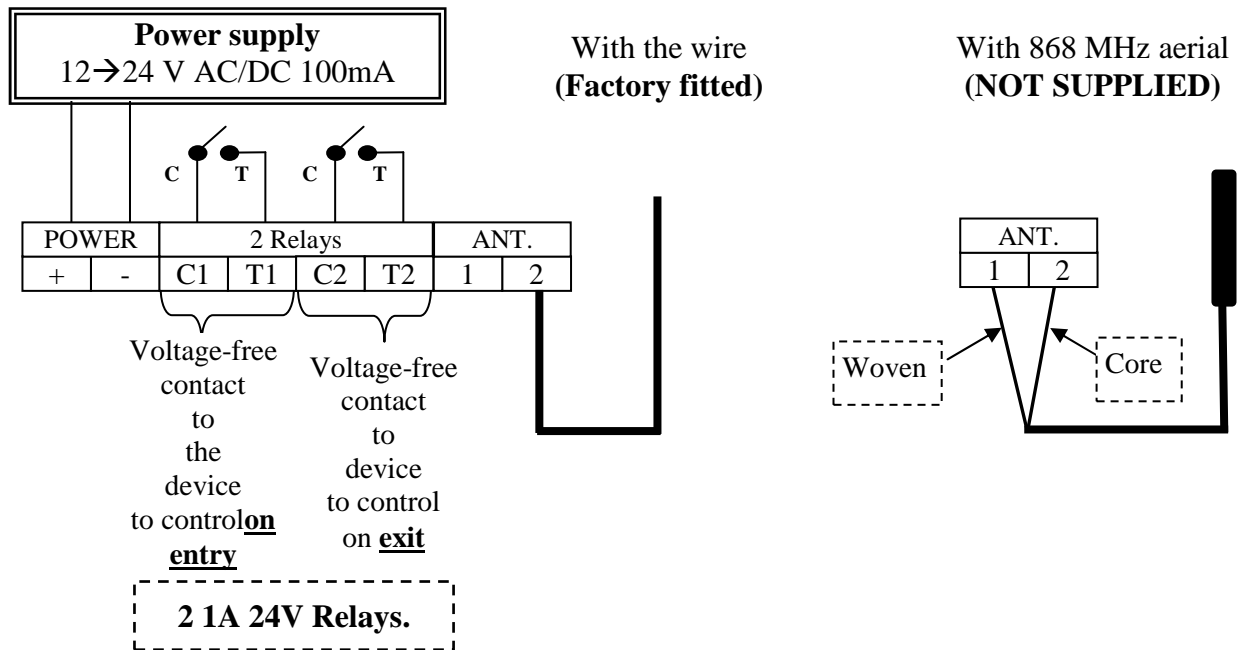 Power supply
12→24 V AC/DC 100mA
With the wire
(Factory fitted)
With 868 MHz aerial
(NOT SUPPLIED)
C T C T
POWER 2 Relays ANT.
+ - C1 T1 C2 T2 1 2
ANT.
1 2
Woven
Core
Voltage-free
contact
to
the
device
to controlon
entry
Voltage-free
contact
to
device
to control
on exit
2 1A 24V Relays.